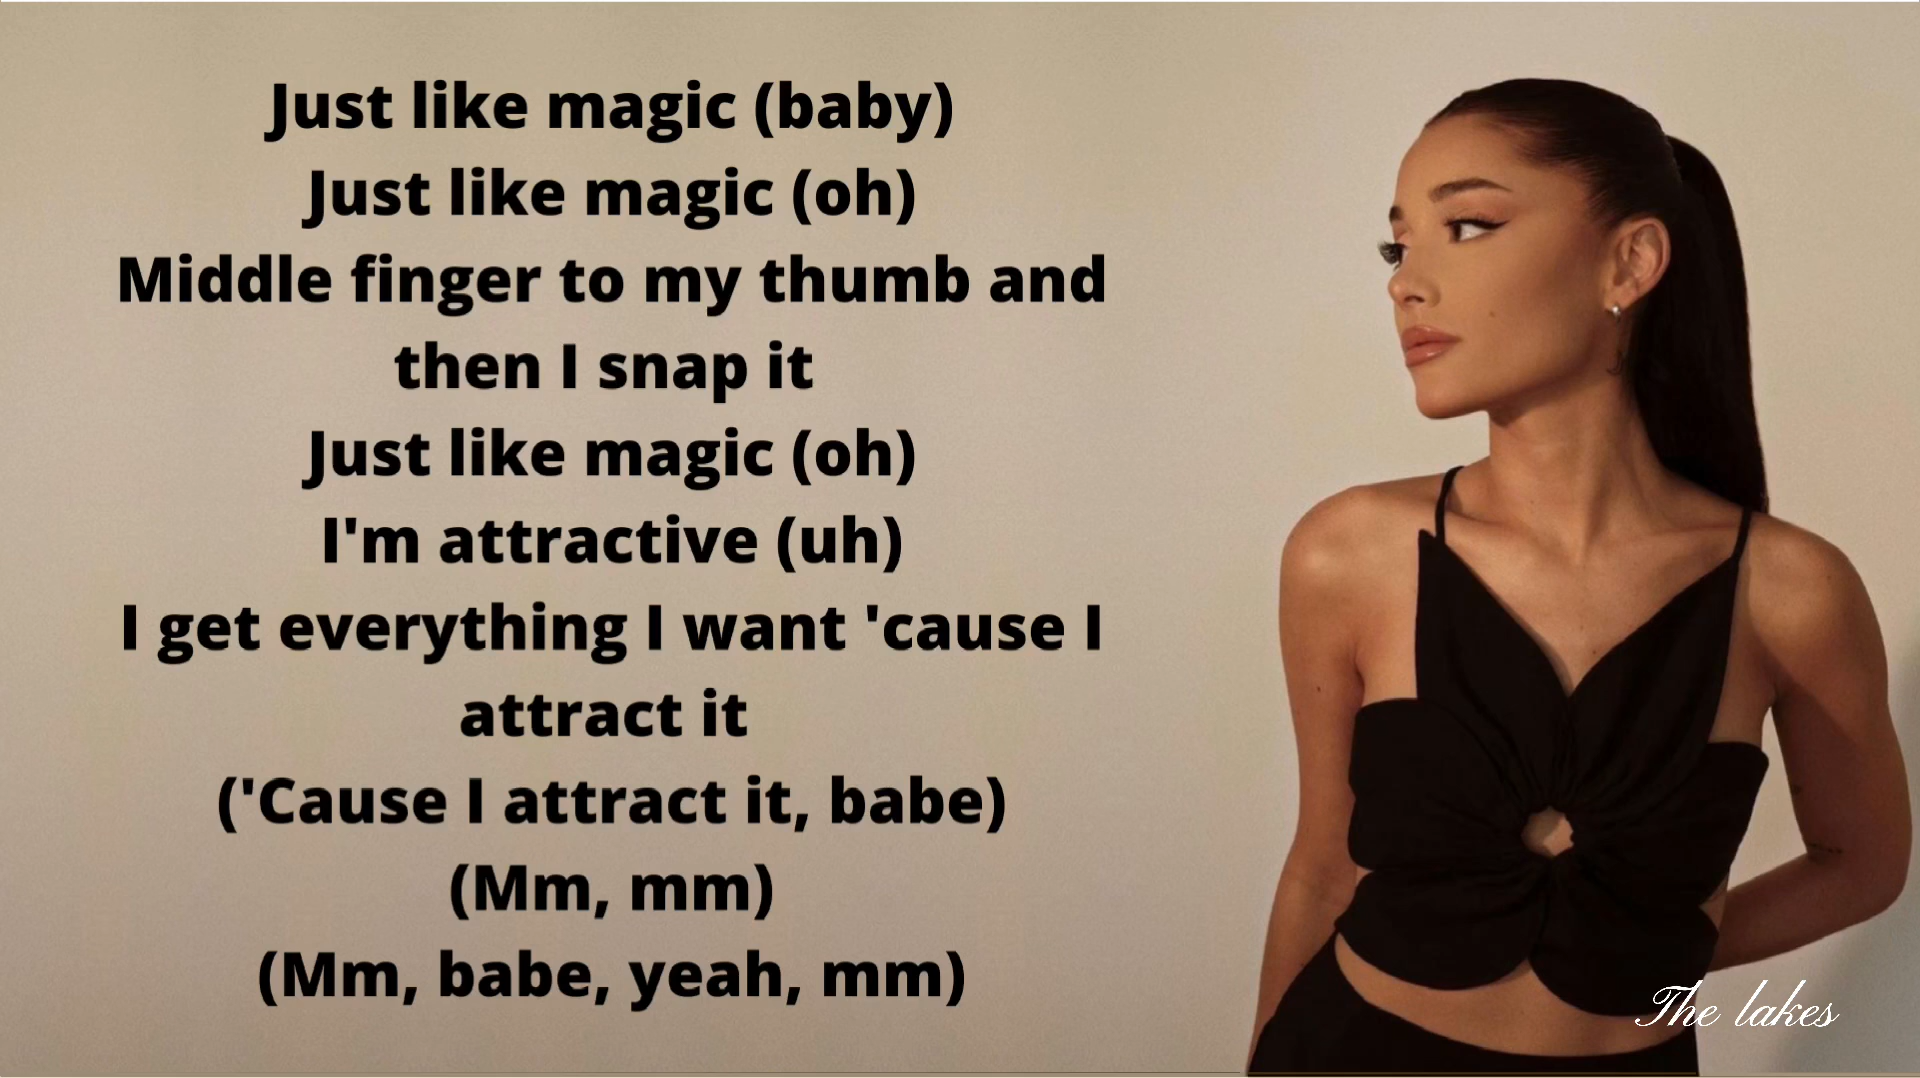 Just like magic (baby)
Just like magic (oh)
Middle finger to my thumb and
then I snap it
Just like magic (oh)
I'm attractive (uh)
I get everything I want 'cause I
attract it
('Cause I attract it, babe)
(Mm, mm)
(Mm, babe, yeah, mm)
The lakes